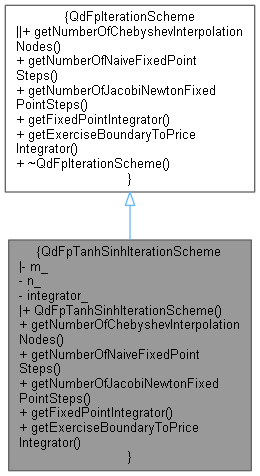 {QdFpIterationScheme
||+ getNumberOfChebyshevInterpolation
Nodes()
+ getNumberOfNaiveFixedPoint
Steps()
+ getNumberOfJacobiNewtonFixed
PointSteps()
+ getFixedPointIntegrator()
+ getExerciseBoundaryToPrice
Integrator()
+ ~QdFpIterationScheme()
}
{QdFpTanhSinhIterationScheme
|- m_
- n_
- integrator_
|+ QdFpTanhSinhIterationScheme()
+ getNumberOfChebyshevInterpolation
Nodes()
+ getNumberOfNaiveFixedPoint
Steps()
+ getNumberOfJacobiNewtonFixed
PointSteps()
+ getFixedPointIntegrator()
+ getExerciseBoundaryToPrice
Integrator()
}